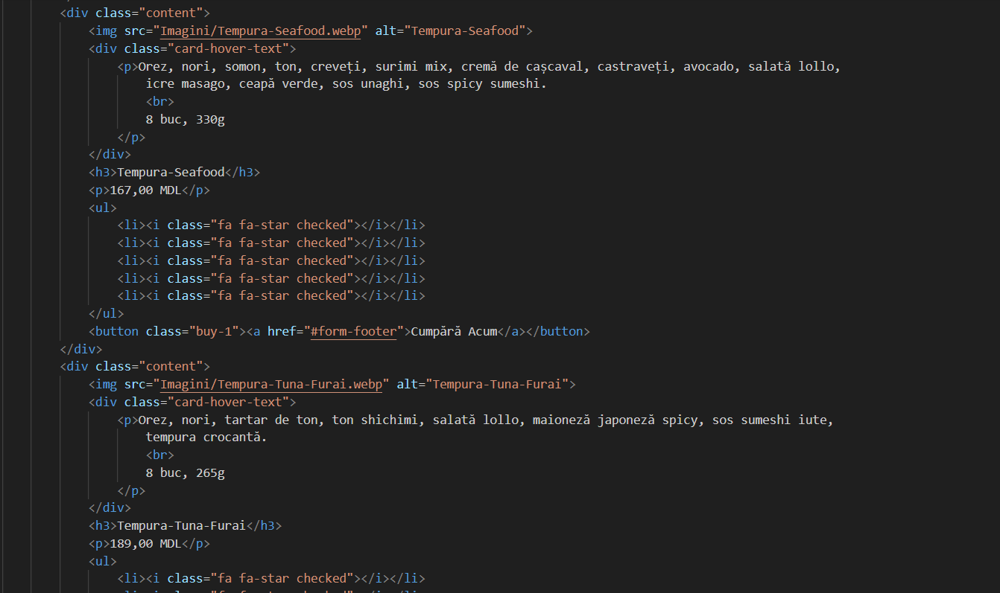 <div class="content">
<img src="Imagini/Tempura-Seafood.webp" alt="Tempura-Seafood">
<div class="card-hover-text">
<p>Orez, nori, somon, ton, creveți, surimi mix, cremă de cașcaval, castraveți, avocado, salată lollo,
icre masago, ceapă verde, sos unaghi, sos spicy sumeshi.
<br>
8 buc, 330g
</p>
</div>
<h3>Tempura-Seafood</h3>
<p>167,00 MDL</p>
<ul>
<li><i class="fa fa-star checked"></i></li>
<li><i class="fa fa-star checked"></i></li>
<li><i class="fa fa-star checked"></i></li>
<li><i class="fa fa-star checked"></i></li>
<li><i class="fa fa-star checked"></i></li>
</ul>
<button class="buy-1"><a href="#form-footer">Cumpără Acum</a></button>
</div>
<div class="content">
<img src="Imagini/Tempura-Tuna-Furai.webp" alt="Tempura-Tuna-Furai">
<div class="card-hover-text">
<p>Orez, nori, tartar de ton, ton shichimi, salată lollo, maioneză japoneză spicy, sos sumeshi iute,
tempura crocantă.
<br>
8 buc, 265g
</p>
</div>
<h3>Tempura-Tuna-Furai</h3>
<p>189,00 MDL</p>
<ul>
<li><i class="fa fa-star checked"></i></li>